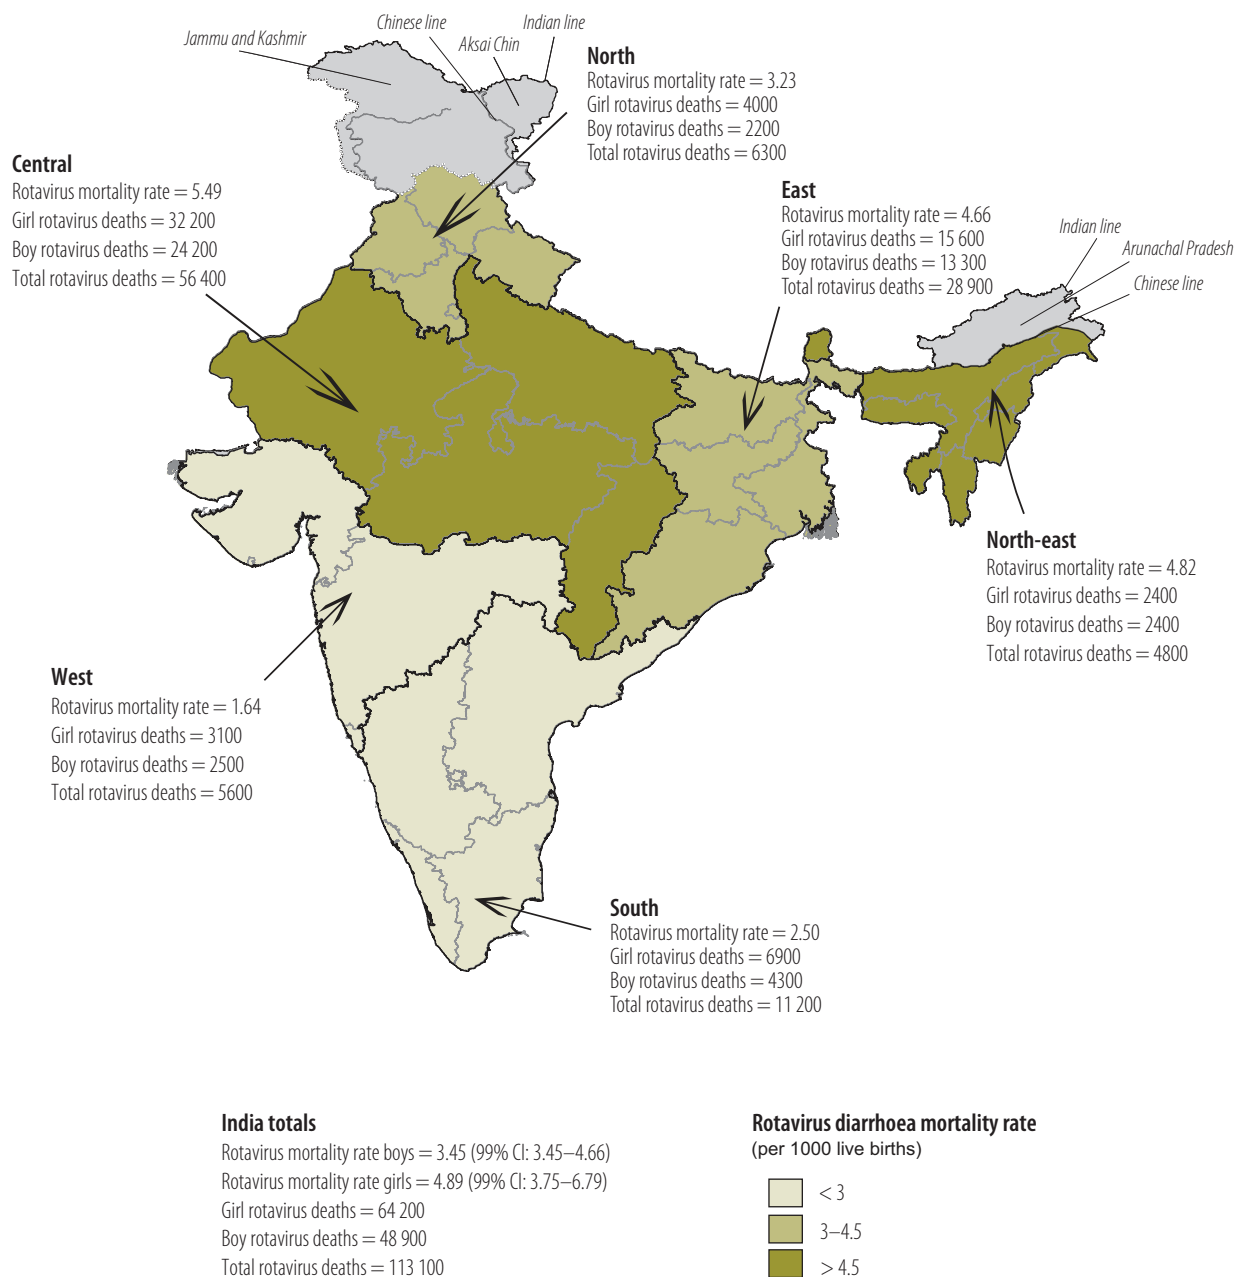 Jammu and Kashmir
Chinese line
Aksai Chin
Indian line
North
Rotavirus mortality rate = 3.23
Girl rotavirus deaths = 4000
Boy rotavirus deaths = 2200
Total rotavirus deaths = 6300
Central
Rotavirus mortality rate = 5.49
Girl rotavirus deaths = 32 200
Boy rotavirus deaths = 24 200
Total rotavirus deaths = 56 400
East
Rotavirus mortality rate = 4.66
Girl rotavirus deaths = 15 600
Boy rotavirus deaths = 13 300
Total rotavirus deaths = 28 900
Indian line
Arunachal Pradesh
Chinese line
North-east
Rotavirus mortality rate = 4.82
Girl rotavirus deaths = 2400
Boy rotavirus deaths = 2400
Total rotavirus deaths = 4800
West
Rotavirus mortality rate = 1.64
Girl rotavirus deaths = 3100
Boy rotavirus deaths = 2500
Total rotavirus deaths = 5600
South
Rotavirus mortality rate = 2.50
Girl rotavirus deaths = 6900
Boy rotavirus deaths = 4300
Total rotavirus deaths = 11 200
India totals
Rotavirus mortality rate boys = 3.45 (99% CI: 3.45–4.66)
Rotavirus mortality rate girls = 4.89 (99% CI: 3.75–6.79)
Girl rotavirus deaths = 64 200
Boy rotavirus deaths = 48 900
Total rotavirus deaths = 113 100
Rotavirus diarrhoea mortality rate
(per 1000 live births)
< 3
3–4.5
> 4.5